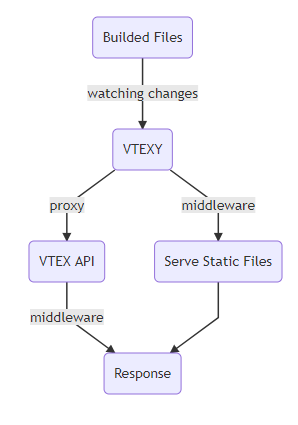 Builded Files
watching changes
VTEXY
proxy
middleware
VTEX API
Serve Static Files
middleware
Response